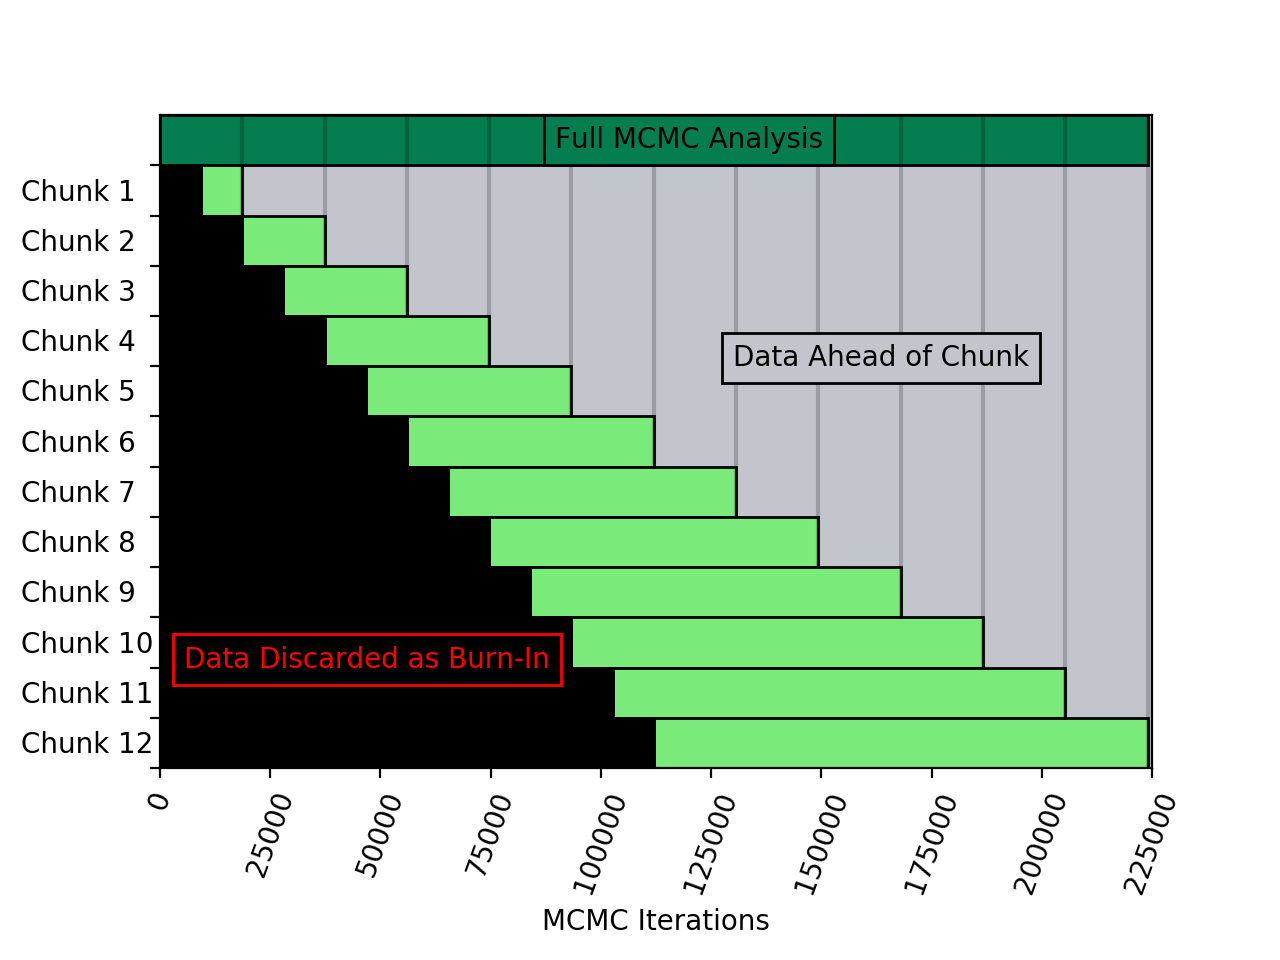 Full MCMC Analysis
Chunk 1
Chunk 2
Chunk 3
Chunk 4
Data Ahead of Chunk
Chunk 5
Chunk 6
Chunk 7
Chunk 8
Chunk 9
Chunk 10
Data Discarded as Burn-In
Chunk 11
Chunk 12
0
25000
50000
75000
100000
125000
150000
175000
200000
225000
MCMC Iterations